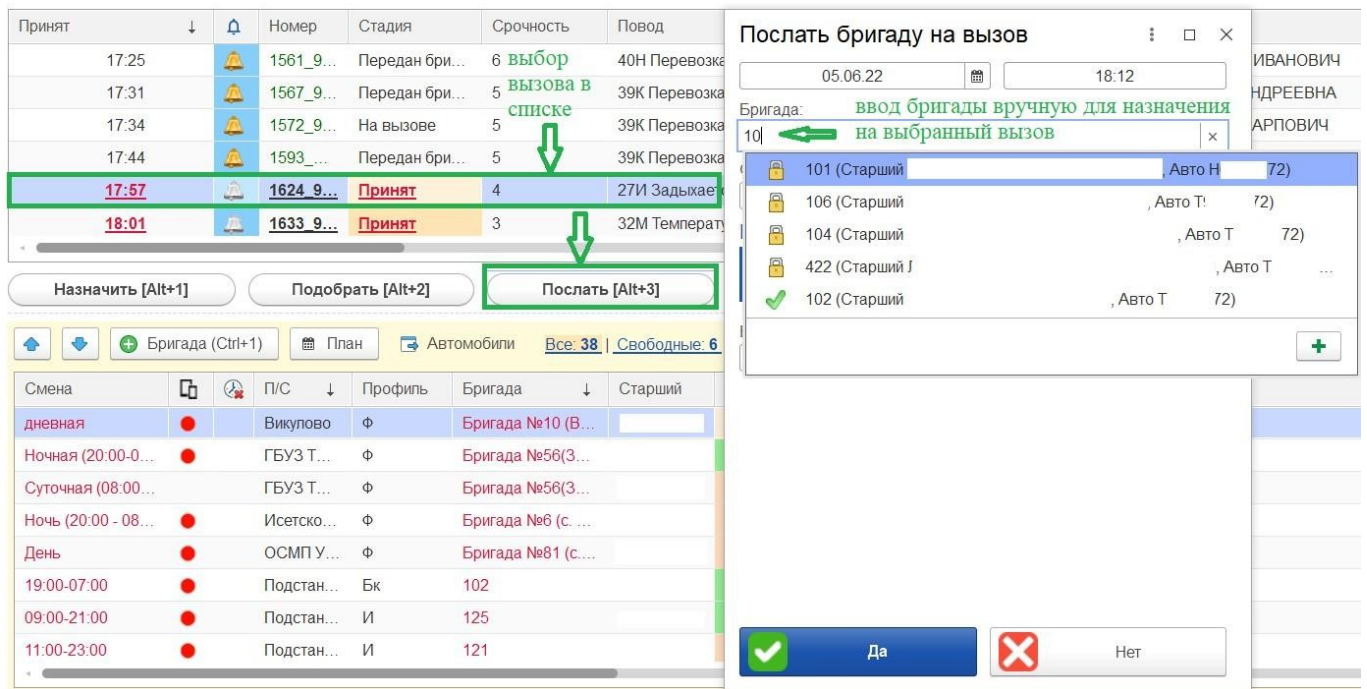 Принят ↓ Номер Стадия Срочность Повод
17:25 1561_9... Передан бри... 6 40Н Перевозка
17:31 1567_9... Передан бри... 5 39К Перевозка
17:34 1572_9... На вызове 5 39К Перевозка
17:44 1593_... Передан бри... 5 39К Перевозка
17:57 1624_9... Принят 4 27И Задыхает
18:01 1633_9... Принят 3 32М Температу
выбор
вызова в
списке
Назначить [Alt+1] Подобрать [Alt+2] Послать [Alt+3]
Бригада (Ctrl+1) План Автомобили Все: 38 | Свободные: 6
Смена П/С ↓ Профиль Бригада ↓ Старший
дневная Викулово Ф Бригада №10 (В...
Ночная (20:00-0... ГБУЗ Т... Ф Бригада №56(З...
Суточная (08:00... ГБУЗ Т... Ф Бригада №56(З...
Ночь (20:00 - 08... Исетско... Ф Бригада №6 (с. ...
День ОСМП У... Ф Бригада №81 (с....
19:00-07:00 Подстан... Бк 102
09:00-21:00 Подстан... И 125
11:00-23:00 Подстан... И 121
Послать бригаду на вызов
05.06.22 18:12
Бригада:
10
ввод бригады вручную для назначения
на выбранный вызов
101 (Старший , Авто Н 72)
106 (Старший , Авто Т 72)
104 (Старший , Авто Т 72)
422 (Старший Л , Авто Т ...
102 (Старший , Авто Т 72)
Да Нет
ИВАНОВИЧ
НДРЕЕВНА
АРПОВИЧ